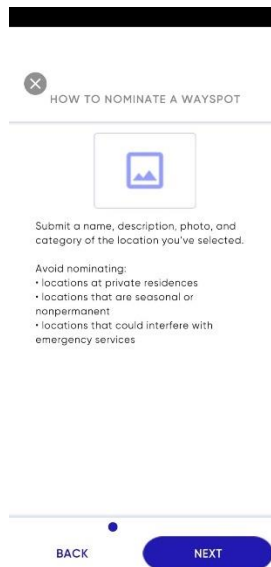 HOW TO NOMINATE A WAYSPOT
Submit a name, description, photo, and
category of the location you've selected.
Avoid nominating:
• locations at private residences
• locations that are seasonal or
nonpermanent
• locations that could interfere with
emergency services
BACK
NEXT